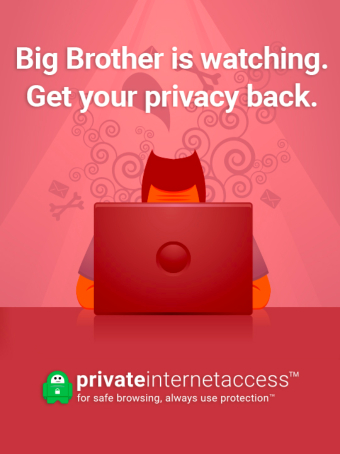 Big Brother is watching.
Get your privacy back.
privateinternetaccess™
for safe browsing, always use protection™